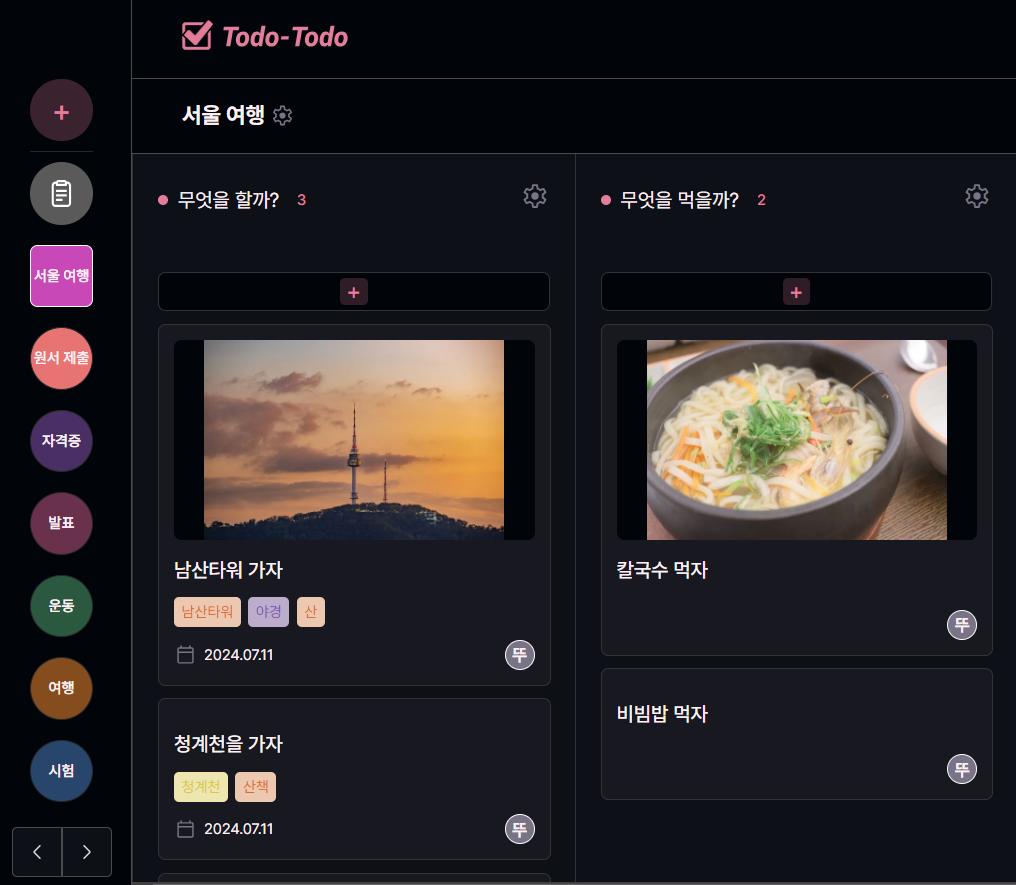 Todo-Todo
서울 여행
서울 여행
원서 제출
자격증
발표
운동
여행
시험
무엇을 할까? 3
+
남산타워 가자
남산타워 야경 산
2024.07.11 뚜
청계천을 가자
청계천 산책
2024.07.11 뚜
무엇을 먹을까? 2
+
칼국수 먹자
뚜
비빔밥 먹자
뚜